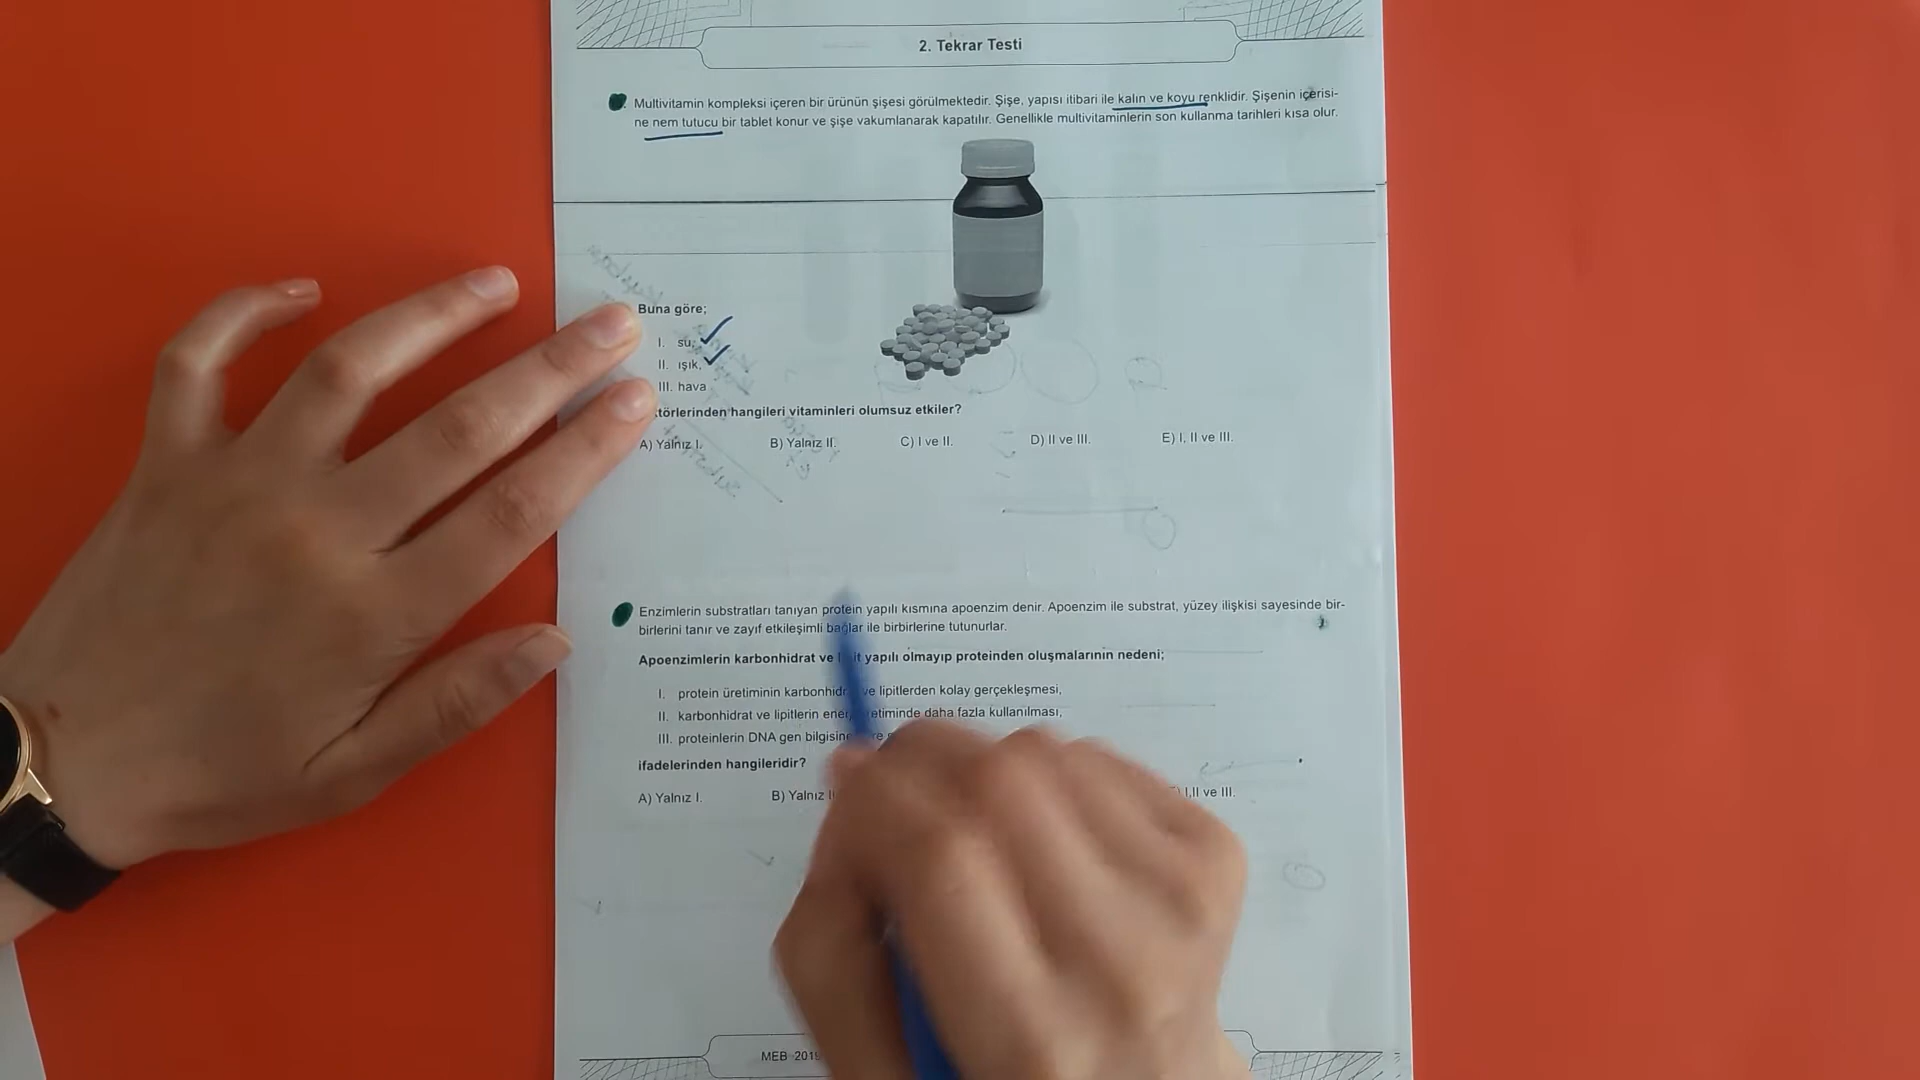 2. Tekrar Testi
Multivitamin kompleksi içeren bir ürünün şişesi görülmektedir. Şişe, yapısı itibari ile kalın ve koyu renklidir. Şişenin içerisi-
ne nem tutucu bir tablet konur ve şişe vakumlanarak kapatılır. Genellikle multivitaminlerin son kullanma tarihleri kısa olur.
Buna göre;
I. su,
II. ışık,
III. hava
törlerinden hangileri vitaminleri olumsuz etkiler?
A) Yalnız I. B) Yalnız II. C) I ve II. D) II ve III. E) I, II ve III.
Enzimlerin substratları tanıyan protein yapılı kısmına apoenzim denir. Apoenzim ile substrat, yüzey ilişkisi sayesinde bir-
birlerini tanır ve zayıf etkileşimli bağlar ile birbirlerine tutunurlar.
Apoenzimlerin karbonhidrat ve yapılı olmayıp proteinden oluşmalarının nedeni;
I. protein üretiminin karbonhidr ve lipitlerden kolay gerçekleşmesi,
II. karbonhidrat ve lipitlerin ener etiminde daha fazla kullanılması,
III. proteinlerin DNA gen bilgisine
ifadelerinden hangileridir?
A) Yalnız I. B) Yalnız I,II ve III.
MEB 2019